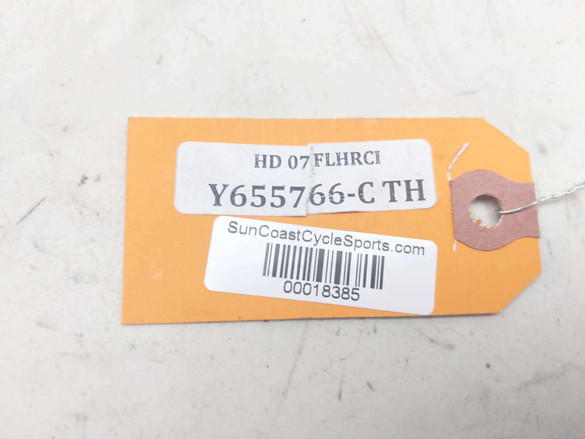 HD 07 FLHRCI
Y655766-C TH
SunCoastCycleSports.com
00018385